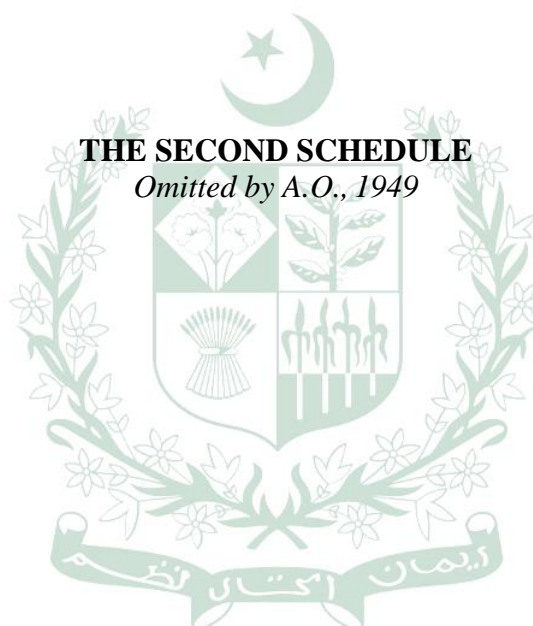 THE SECOND SCHEDULE
Omitted by A.O., 1949
ایمان اتحاد نظم